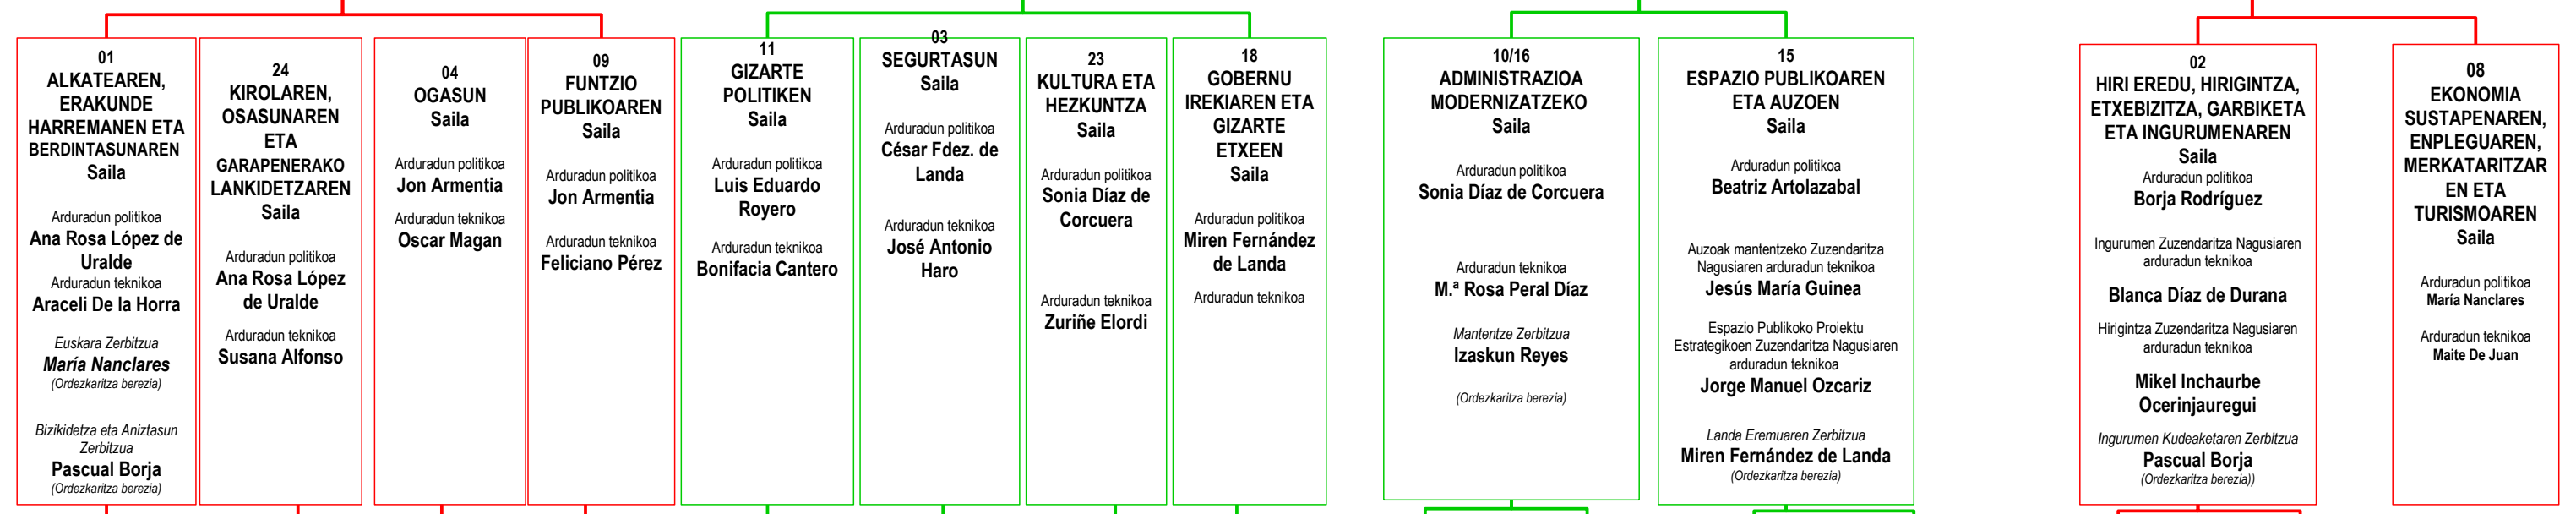 01
ALKATEAREN,
ERAKUNDE
HARREMANEN ETA
BERDINTASUNAREN
Saila
Arduradun politikoa
Ana Rosa López de
Uralde
Arduradun teknikoa
Araceli De la Horra
Euskara Zerbitzua
María Nanclares
(Ordezkaritza berezia)
Bizikidetza eta Aniztasun
Zerbitzua
Pascual Borja
(Ordezkaritza berezia)
24
KIROLAREN,
OSASUNAREN
ETA
GARAPENERAKO
LANKIDETZAREN
Saila
Arduradun politikoa
Ana Rosa López
de Uralde
Arduradun teknikoa
Susana Alfonso
04
OGASUN
Saila
Arduradun politikoa
Jon Armentia
Arduradun teknikoa
Oscar Magan
09
FUNTZIO
PUBLIKOAREN
Saila
Arduradun politikoa
Jon Armentia
Arduradun teknikoa
Feliciano Pérez
11
GIZARTE
POLITIKEN
Saila
Arduradun politikoa
Luis Eduardo
Royero
Arduradun teknikoa
Bonifacia Cantero
03
SEGURTASUN
Saila
Arduradun politikoa
César Fdez. de
Landa
Arduradun teknikoa
José Antonio
Haro
23
KULTURA ETA
HEZKUNTZA
Saila
Arduradun politikoa
Sonia Díaz de
Corcuera
Arduradun teknikoa
Zuriñe Elordi
18
GOBERNU
IREKIAREN ETA
GIZARTE
ETXEEN
Saila
Arduradun politikoa
Miren Fernández
de Landa
Arduradun teknikoa
10/16
ADMINISTRAZIOA
MODERNIZATZEKO
Saila
Arduradun politikoa
Sonia Díaz de Corcuera
Arduradun teknikoa
M.ª Rosa Peral Díaz
Mantentze Zerbitzua
Izaskun Reyes
(Ordezkaritza berezia)
15
ESPAZIO PUBLIKOAREN
ETA AUZOEN
Saila
Arduradun politikoa
Beatriz Artolazabal
Auzoak mantentzeko Zuzendaritza
Nagusiaren arduradun teknikoa
Jesús María Guinea
Espazio Publikoko Proiektu
Estrategikoen Zuzendaritza Nagusiaren
arduradun teknikoa
Jorge Manuel Ozcariz
Landa Eremuaren Zerbitzua
Miren Fernández de Landa
(Ordezkaritza berezia)
02
HIRI EREDU, HIRIGINTZA,
ETXEBIZITZA, GARBIKETA
ETA INGURUMENAREN
Saila
Arduradun politikoa
Borja Rodríguez
Ingurumen Zuzendaritza Nagusiaren
arduradun teknikoa
Blanca Díaz de Durana
Hirigintza Zuzendaritza Nagusiaren
arduradun teknikoa
Mikel Inchaurbe
Ocerinjauregui
Ingurumen Kudeaketaren Zerbitzua
Pascual Borja
(Ordezkaritza berezia))
08
EKONOMIA
SUSTAPENAREN,
ENPLEGUAREN,
MERKATARITZAR
EN ETA
TURISMOAREN
Saila
Arduradun politikoa
María Nanclares
Arduradun teknikoa
Maite De Juan